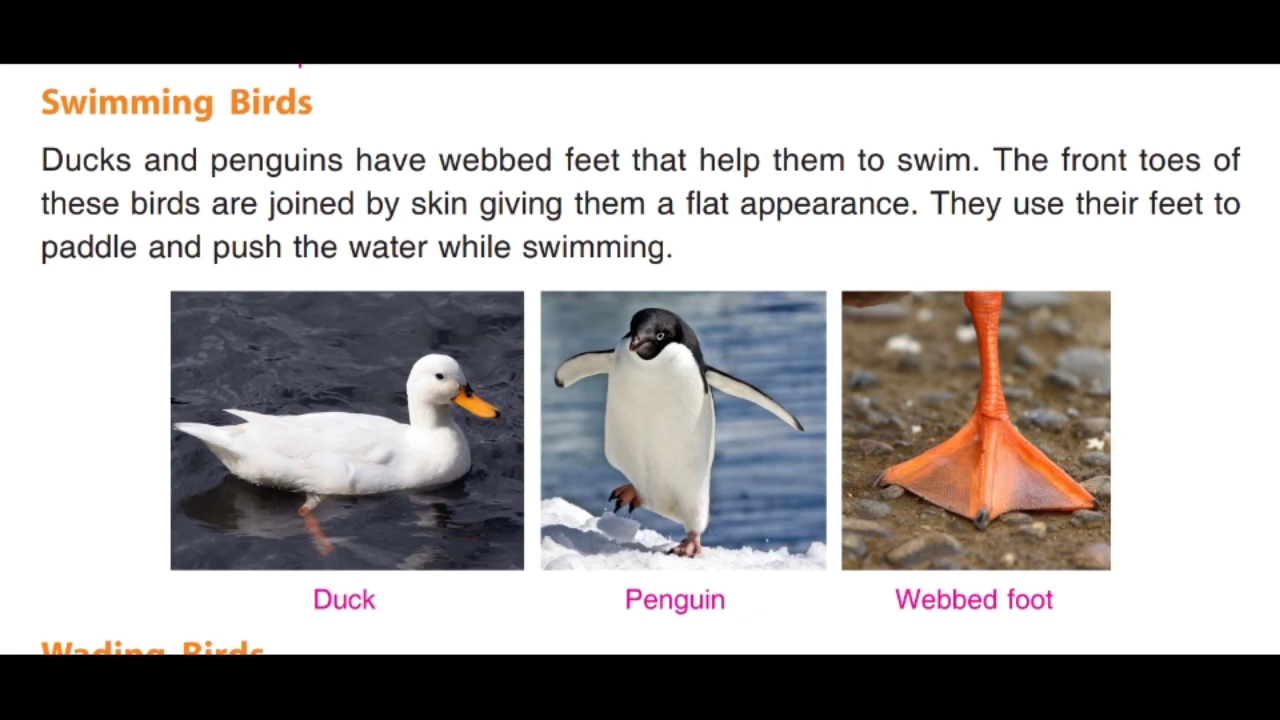 Swimming Birds
Ducks and penguins have webbed feet that help them to swim. The front toes of
these birds are joined by skin giving them a flat appearance. They use their feet to
paddle and push the water while swimming.
Duck Penguin Webbed foot
Wading Birds